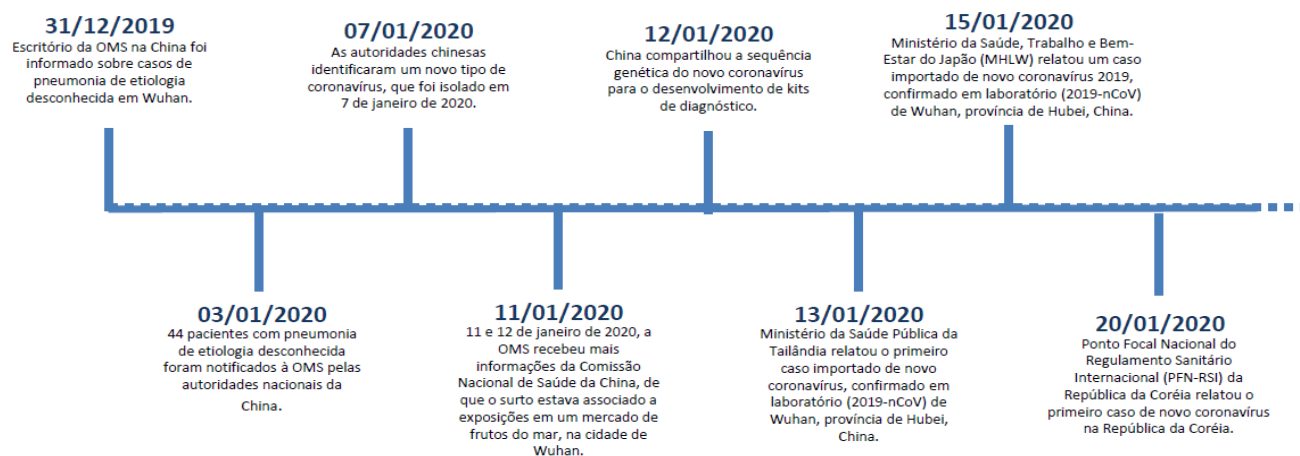 31/12/2019
Escritório da OMS na China foi
informado sobre casos de
pneumonia de etiologia
desconhecida em Wuhan.
07/01/2020
As autoridades chinesas
identificaram um novo tipo de
coronavírus, que foi isolado em
7 de janeiro de 2020.
12/01/2020
China compartilhou a sequência
genética do novo coronavírus
para o desenvolvimento de kits
de diagnóstico.
15/01/2020
Ministério da Saúde, Trabalho e Bem-
Estar do Japão (MHLW) relatou um caso
importado de novo coronavírus 2019,
confirmado em laboratório (2019-nCoV)
de Wuhan, província de Hubei, China.
03/01/2020
44 pacientes com pneumonia
de etiologia desconhecida
foram notificados à OMS pelas
autoridades nacionais da
China.
11/01/2020
11 e 12 de janeiro de 2020, a
OMS recebeu mais
informações da Comissão
Nacional de Saúde da China, de
que o surto estava associado a
exposições em um mercado de
frutos do mar, na cidade de
Wuhan.
13/01/2020
Ministério da Saúde Pública da
Tailândia relatou o primeiro
caso importado de novo
coronavírus, confirmado em
laboratório (2019-nCoV) de
Wuhan, província de Hubei,
China.
20/01/2020
Ponto Focal Nacional do
Regulamento Sanitário
Internacional (PFN-RSI) da
República da Coréia relatou o
primeiro caso de novo coronavírus
na República da Coréia.